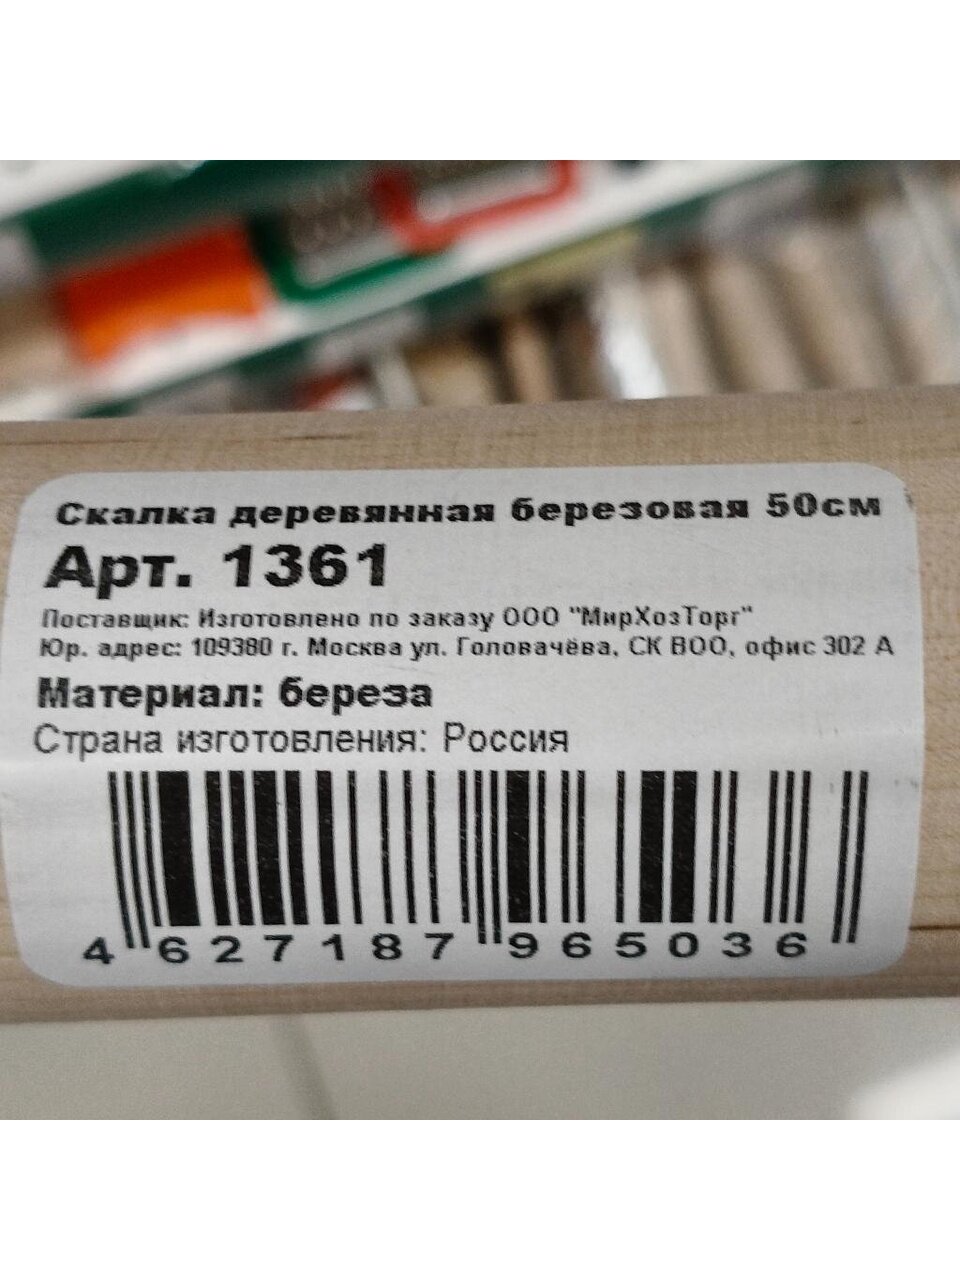 Скалка деревянная березовая 50см
Арт. 1361
Поставщик: Изготовлено по заказу ООО "МирХозТорг"
Юр. адрес: 109380 г. Москва ул. Головачёва, СК ВОО, офис 302 А
Материал: береза
Страна изготовления: Россия
4 627187 965036